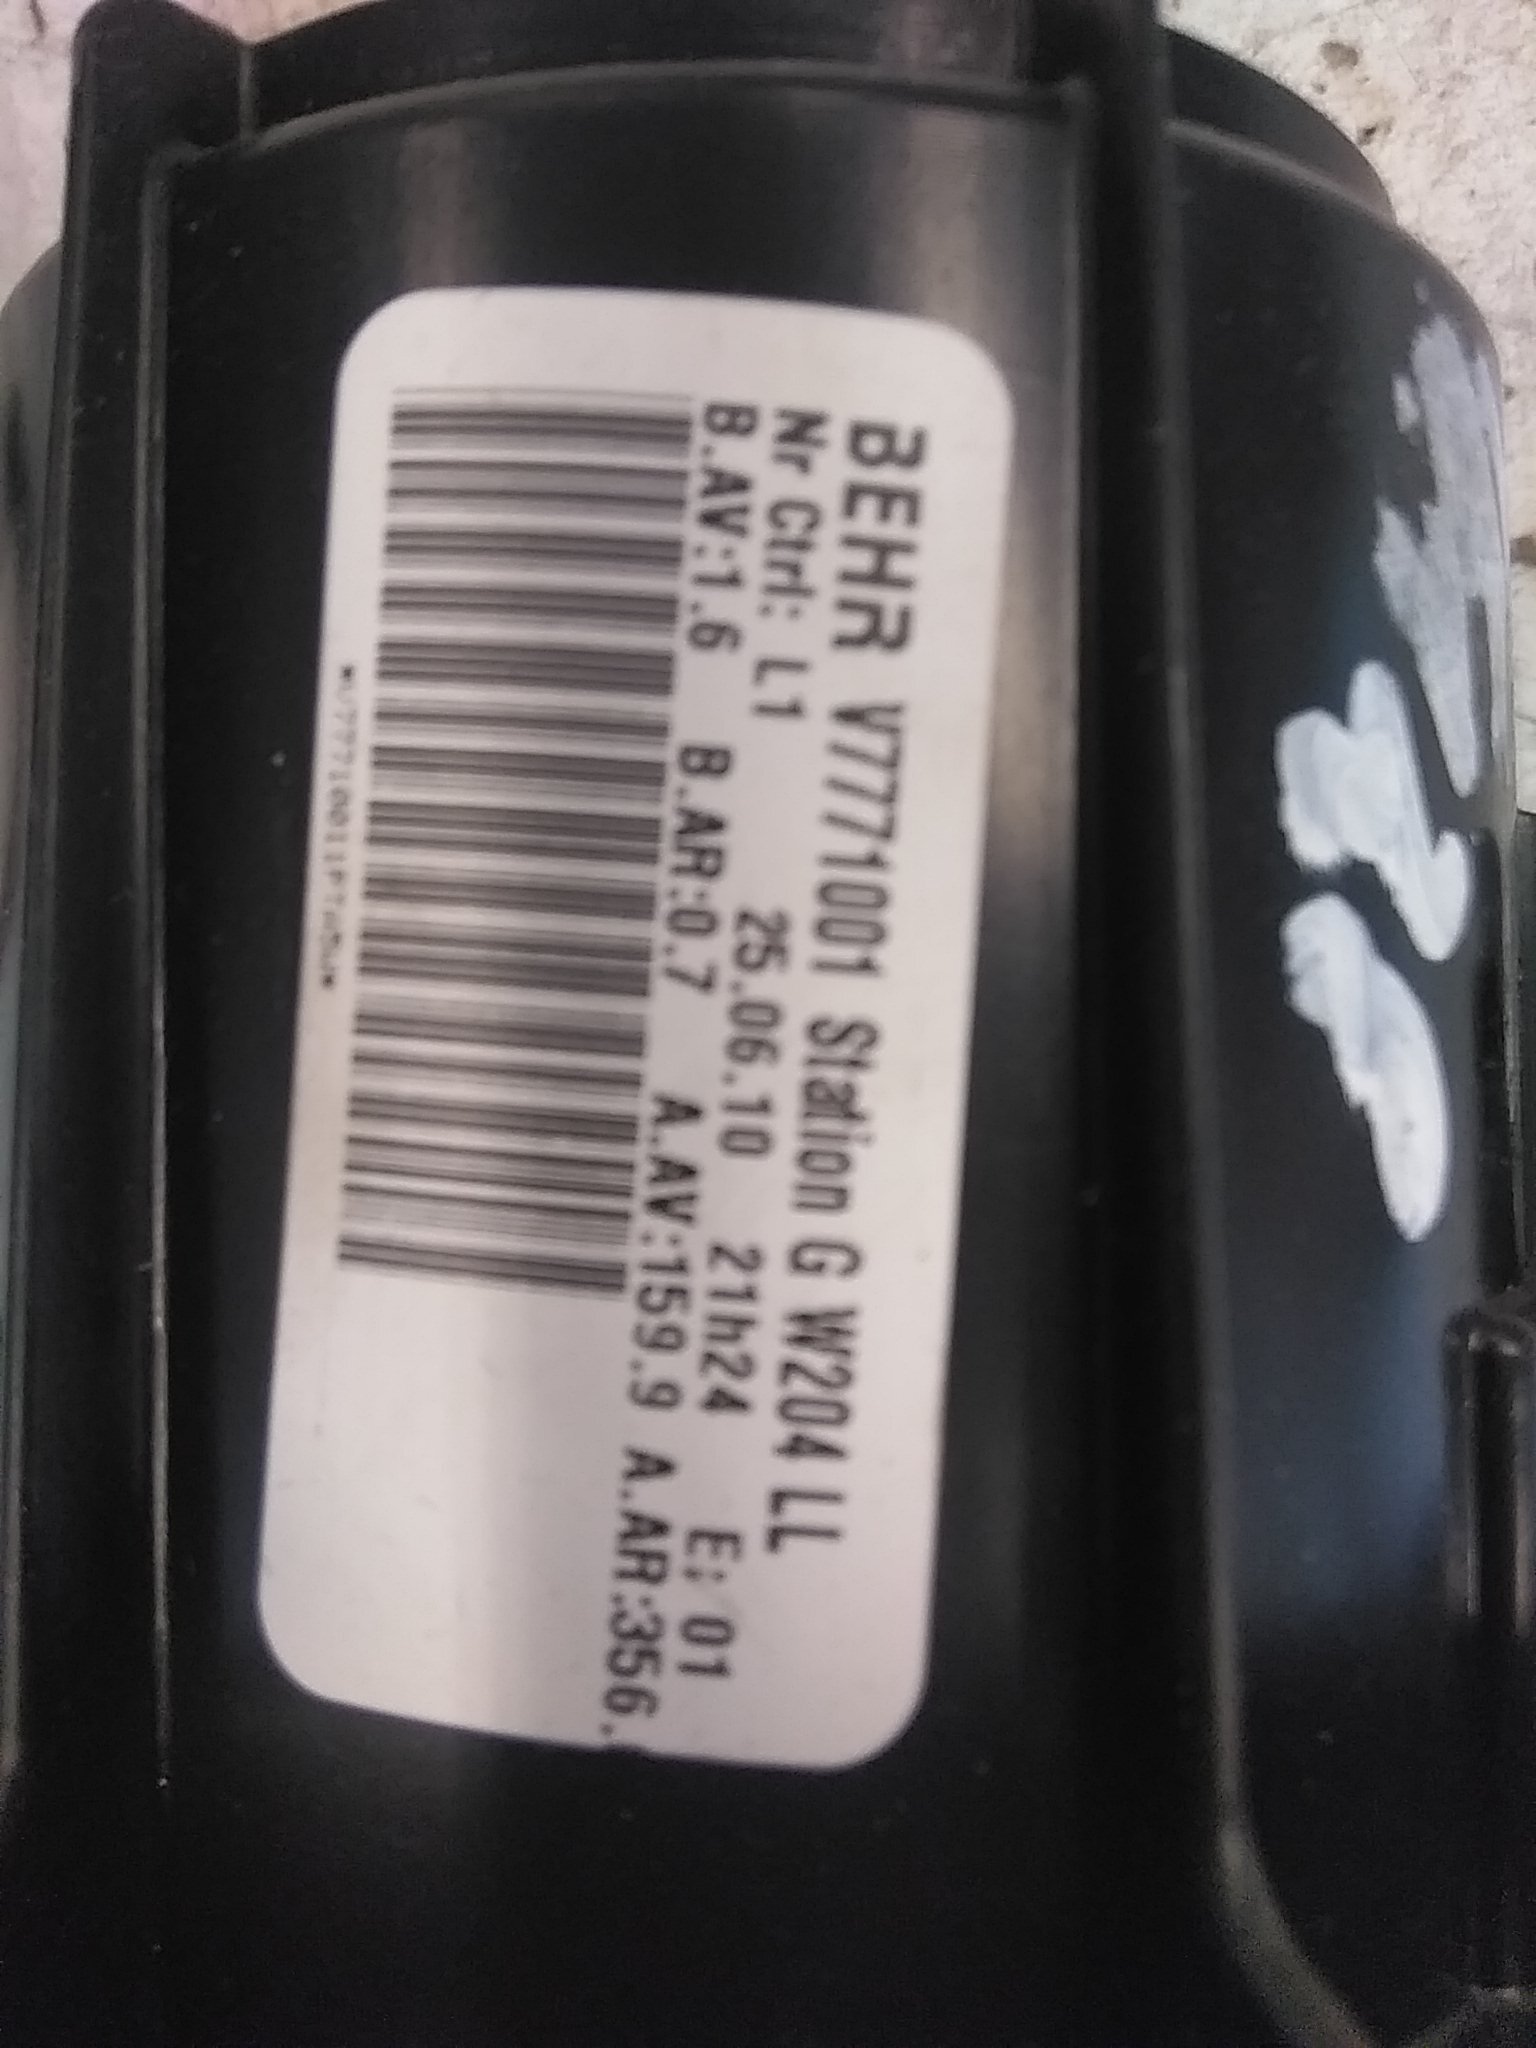 BEHR V7771001 Station G W204 LL
Nr Ctrl: L1 25.06.10 21h24 E: 01
B.AV:1.6 B.AR:0.7 A.AV:159.9 A.AR:356.